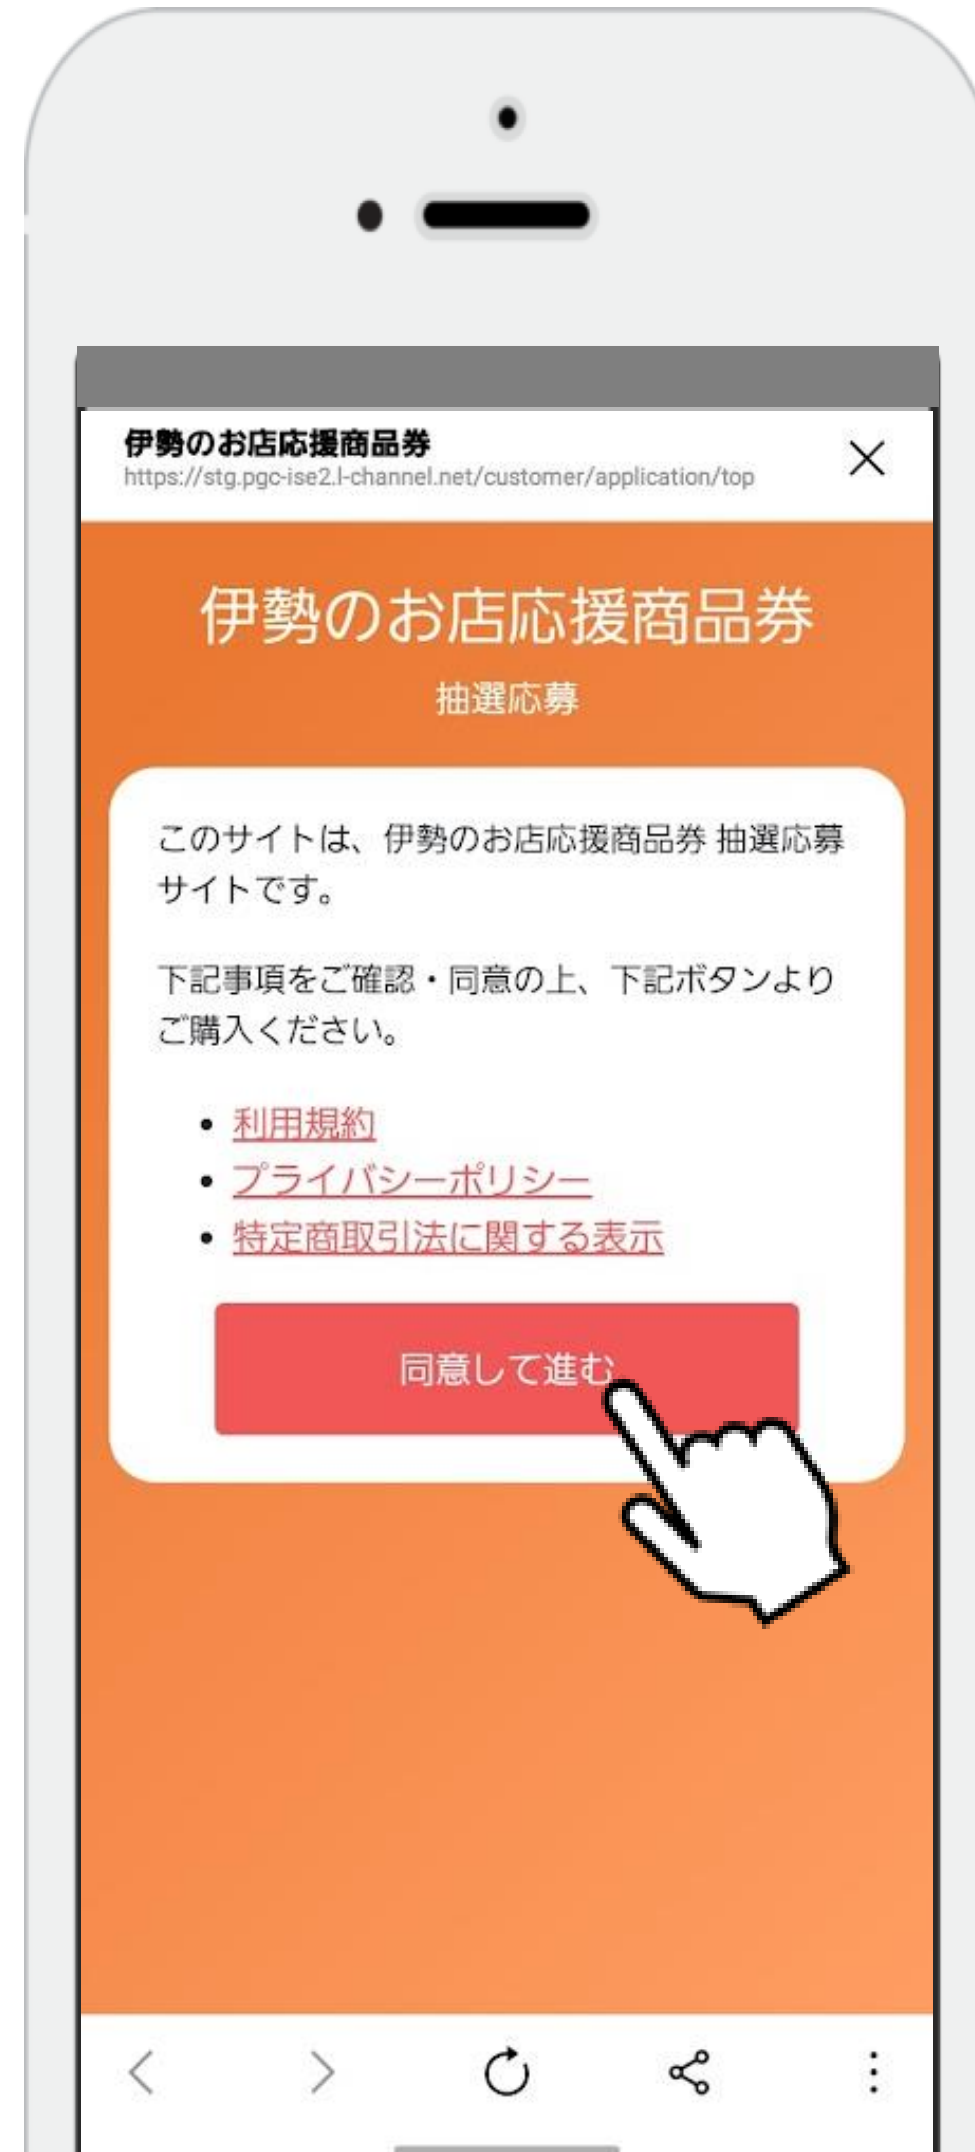 伊勢のお店応援商品券
https://stg.pgc-ise2.l-channel.net/customer/application/top
伊勢のお店応援商品券
抽選応募
このサイトは、伊勢のお店応援商品券 抽選応募
サイトです。
下記事項をご確認・同意の上、下記ボタンより
ご購入ください。
• 利用規約
• プライバシーポリシー
• 特定商取引法に関する表示
同意して進む